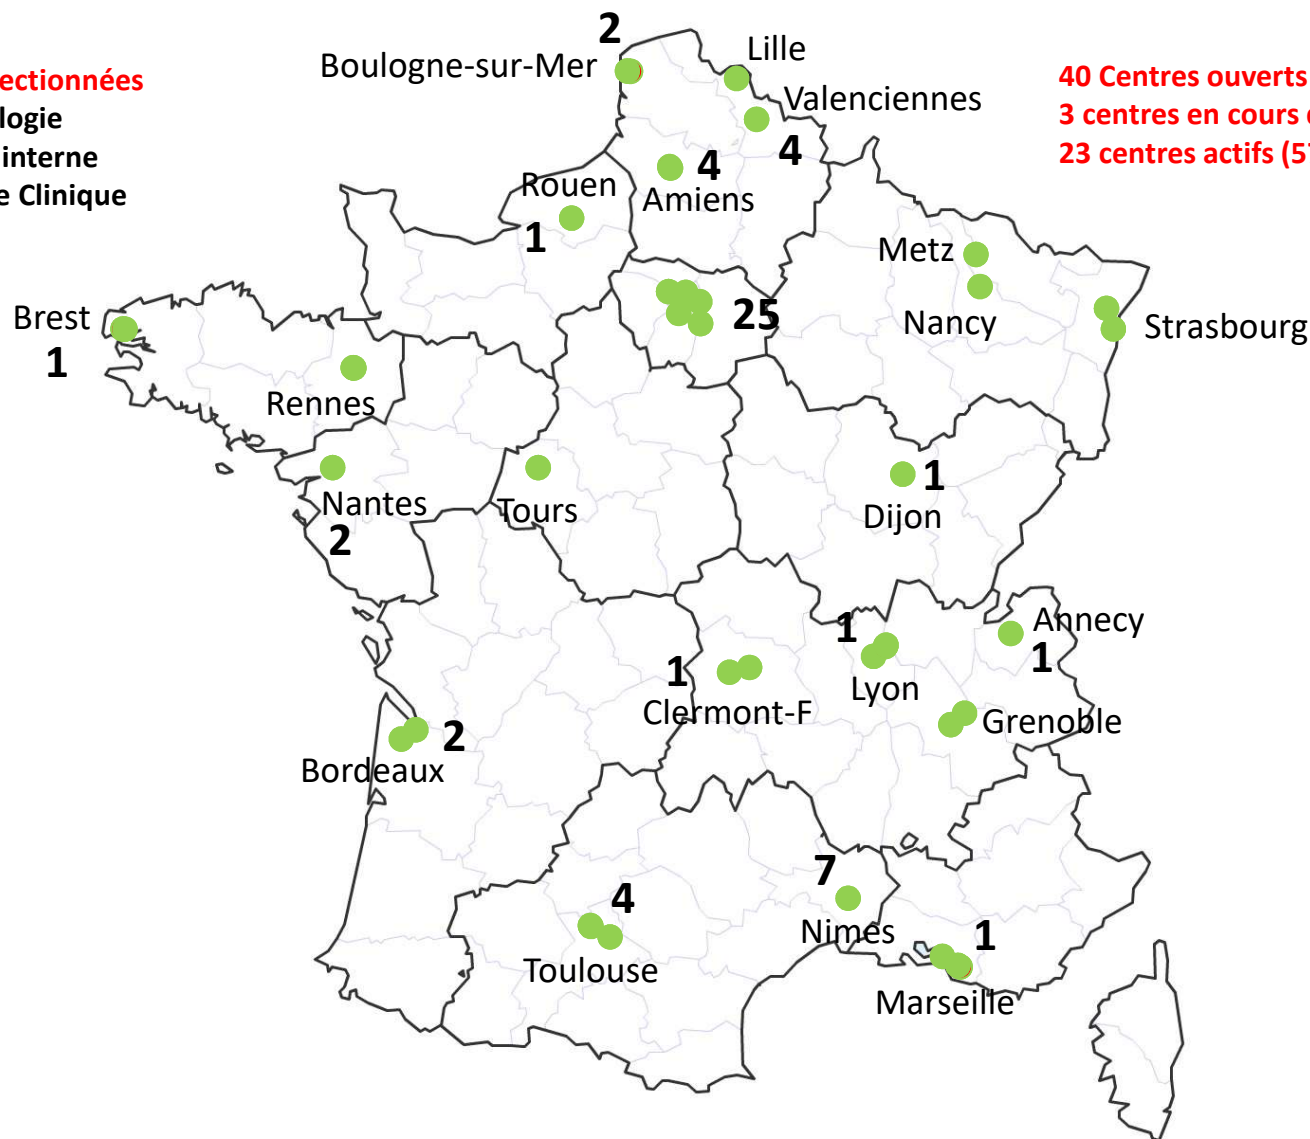 2
Boulogne-sur-Mer
Lille
ectionnées
logie
interne
e Clinique
40 Centres ouverts
3 centres en cours
23 centres actifs (57
Valenciennes
4
4
Amiens
Rouen
1
Metz
Nancy
Strasbourg
25
Brest
1
Rennes
Nantes
2
Tours
1
Dijon
Annecy
1
1
Lyon
1
Clermont-F
Grenoble
2
Bordeaux
7
Nimes
4
Toulouse
1
Marseille